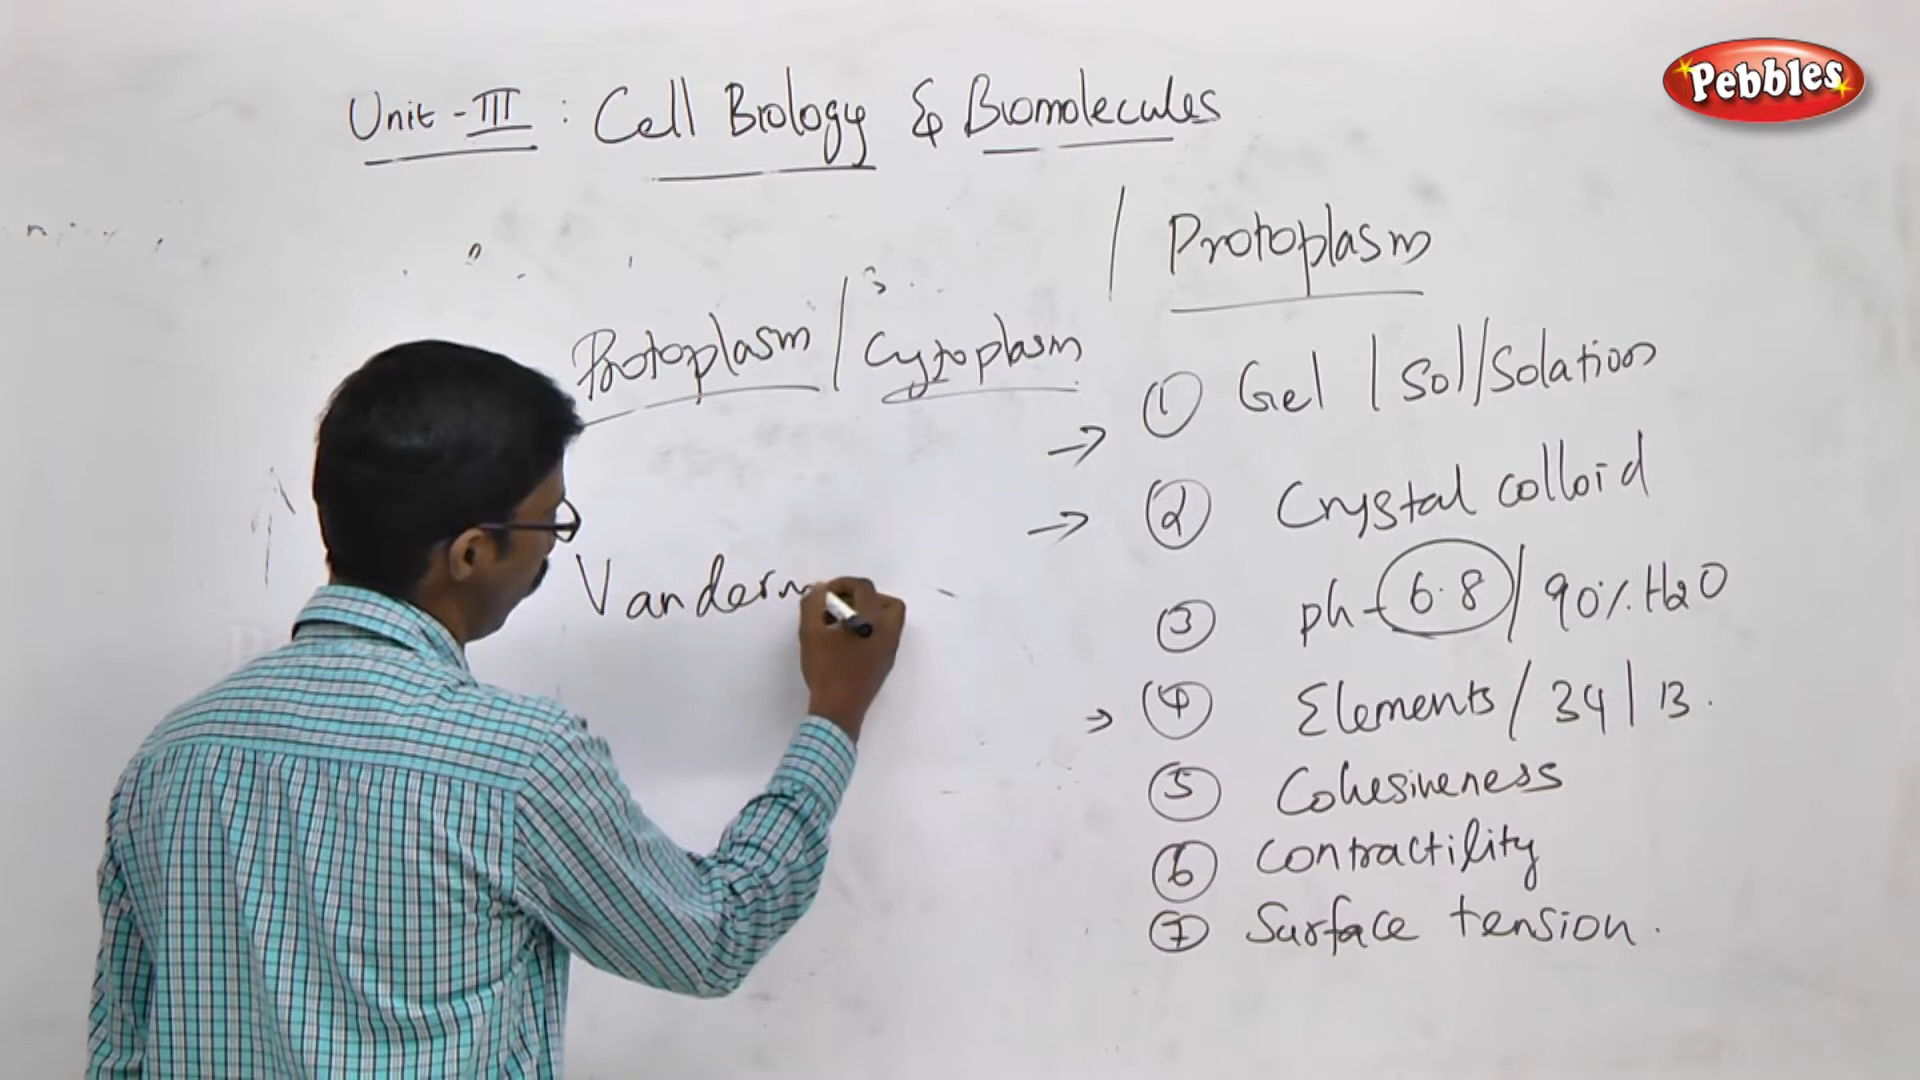 Pebbles
Unit - III : Cell Biology & Biomolecules
Protoplasm / Cytoplasm
Vander
/ Protoplasm
→ ① Gel / Sol/Solation
→ ② Crystal colloid
③ ph - 6.8 / 90% H2O
→ ④ Elements / 34 / 13.
⑤ Cohesiveness
⑥ Contractility
⑦ Surface tension.